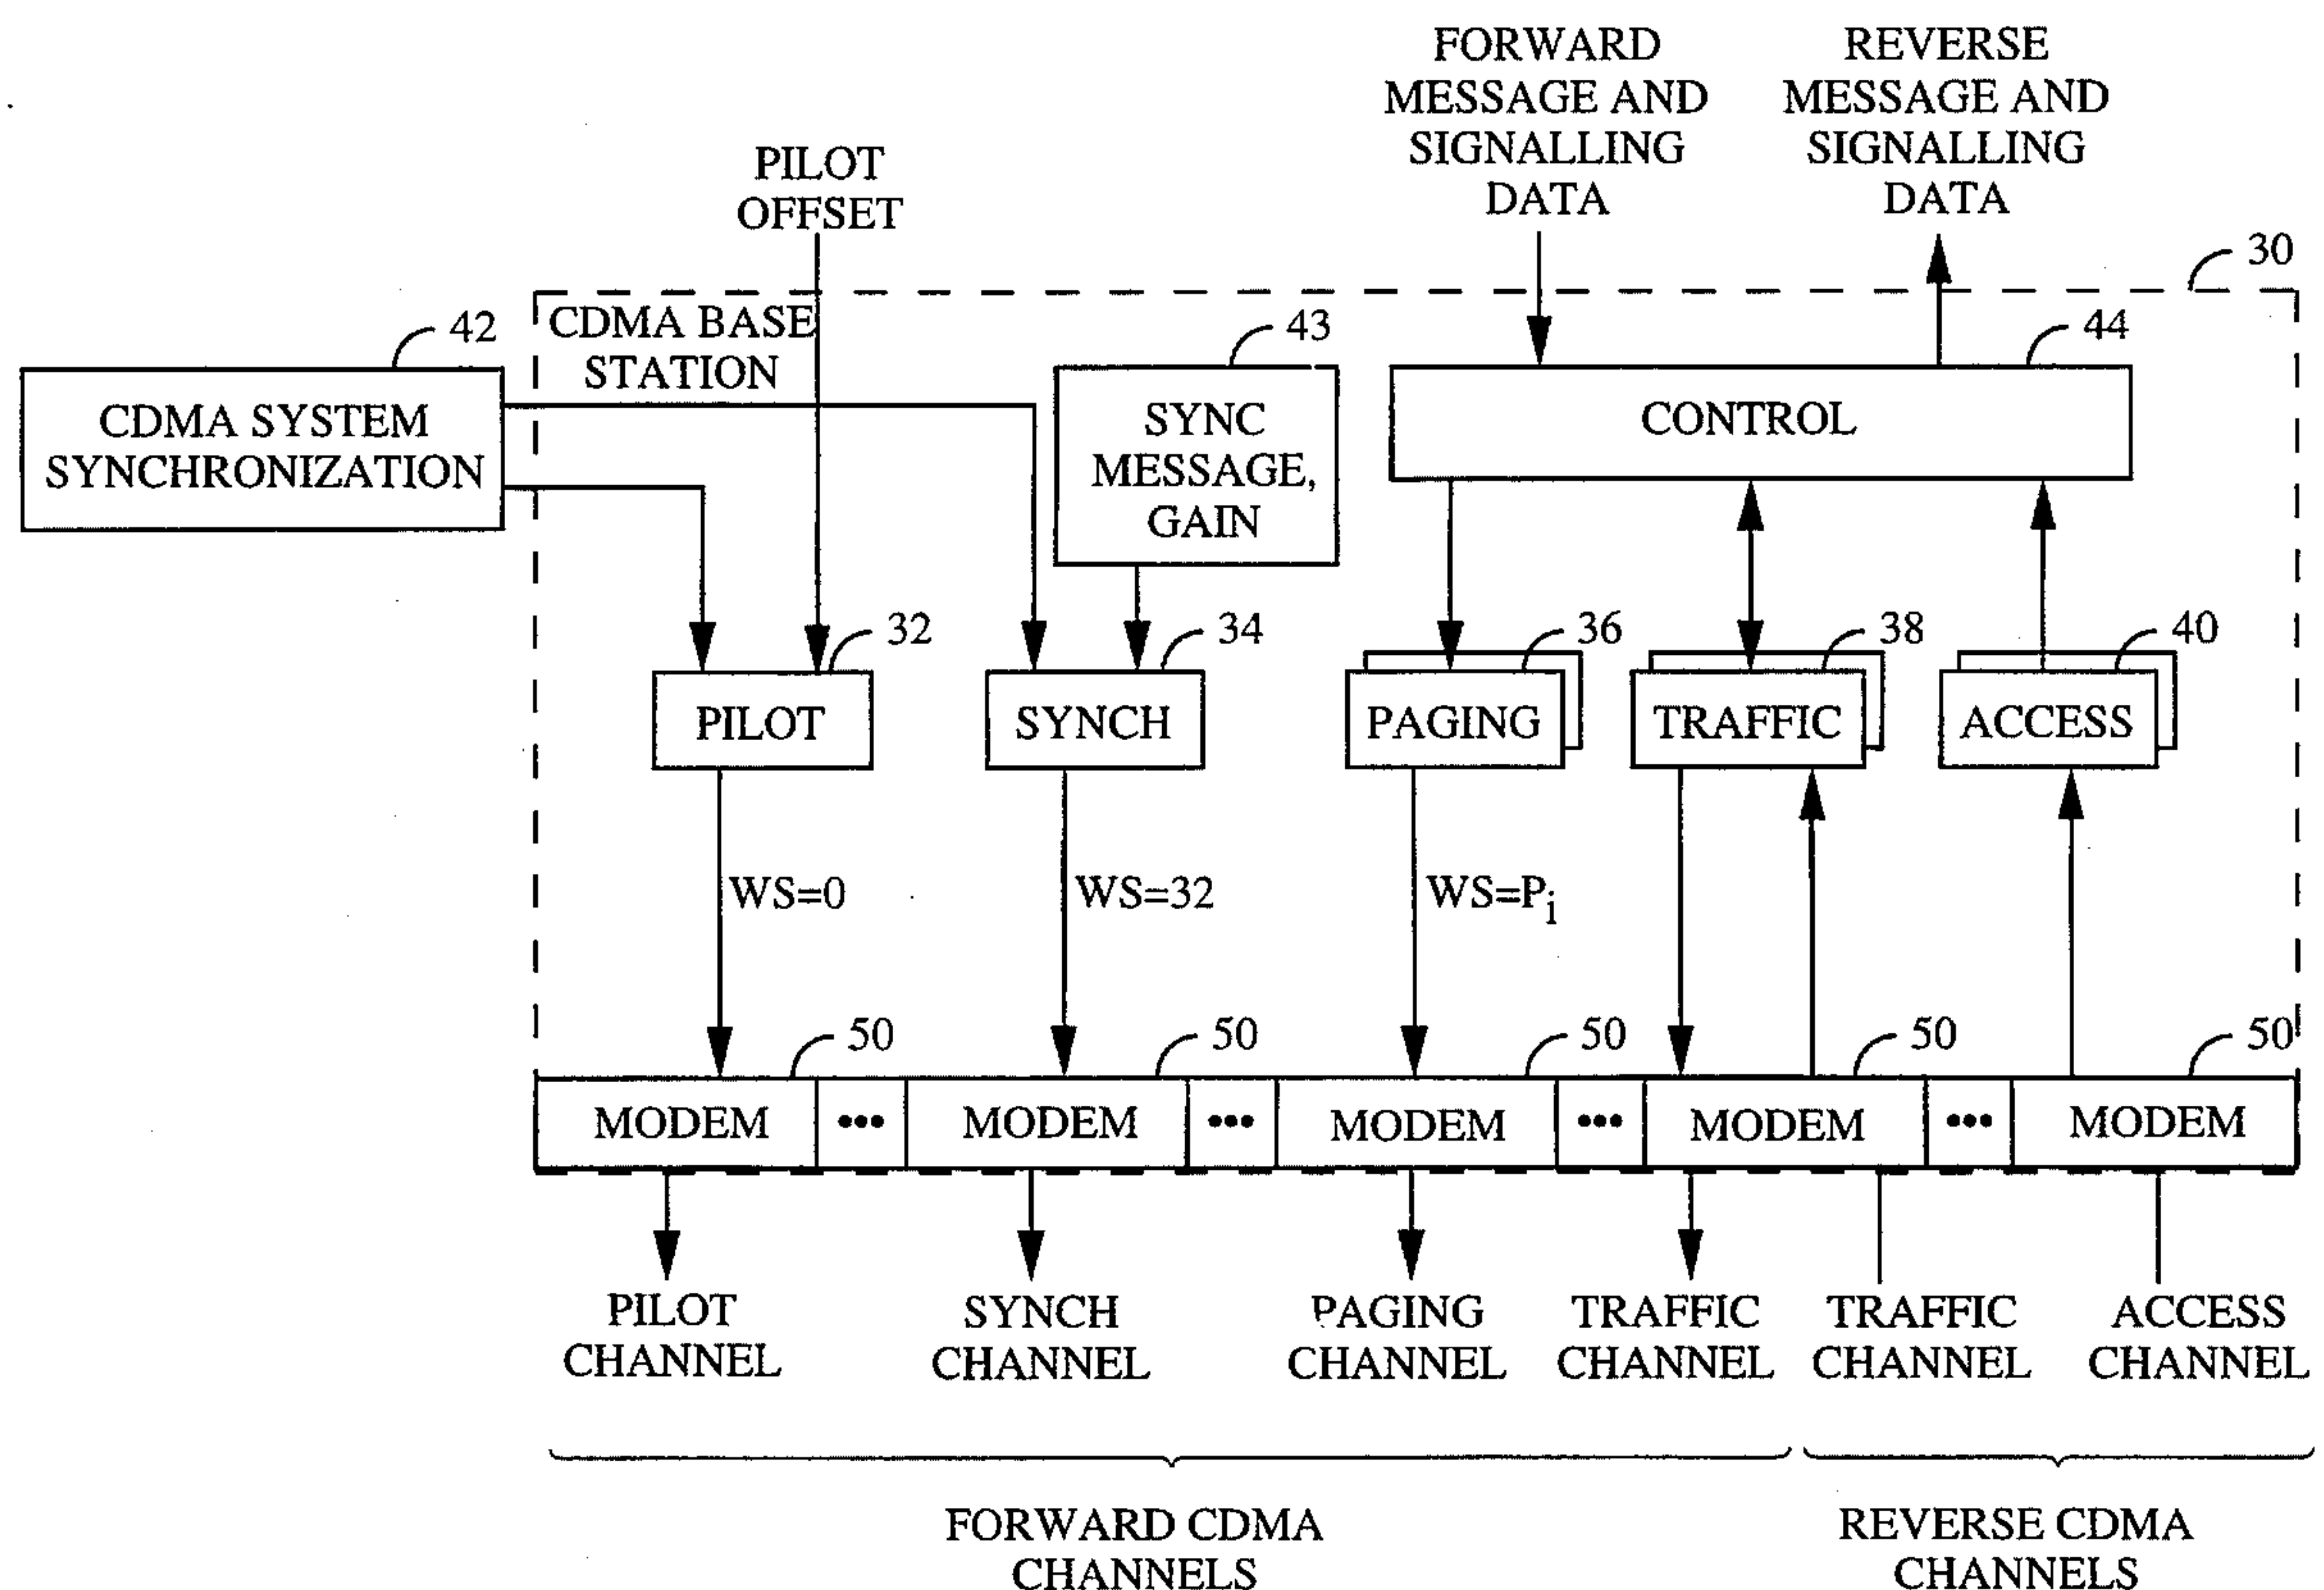 FORWARD
MESSAGE AND
SIGNALLING
DATA
REVERSE
MESSAGE AND
SIGNALLING
DATA
PILOT
OFFSET
30
CDMA BASE
STATION
42
43
44
CDMA SYSTEM
SYNCHRONIZATION
SYNC
MESSAGE,
GAIN
CONTROL
32
34
36
38
40
PILOT
SYNCH
PAGING
TRAFFIC
ACCESS
WS=0
WS=32
WS=Pi
50
50
50
50
50
MODEM
•••
MODEM
•••
MODEM
•••
MODEM
•••
MODEM
PILOT
CHANNEL
SYNCH
CHANNEL
PAGING
CHANNEL
TRAFFIC
CHANNEL
TRAFFIC
CHANNEL
ACCESS
CHANNEL
FORWARD CDMA
CHANNELS
REVERSE CDMA
CHANNELS